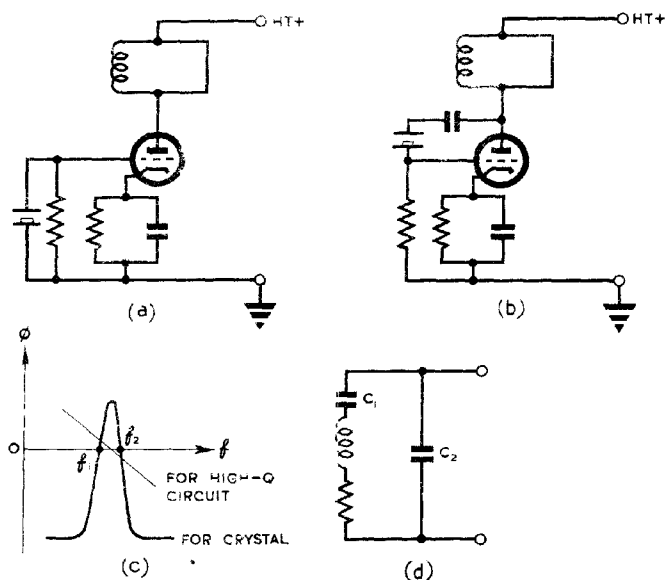 HT+
HT+
(a)
(b)
ø
O
f₁
f₂
f
FOR HIGH-Q
CIRCUIT
FOR CRYSTAL
(c)
C₁
C₂
(d)